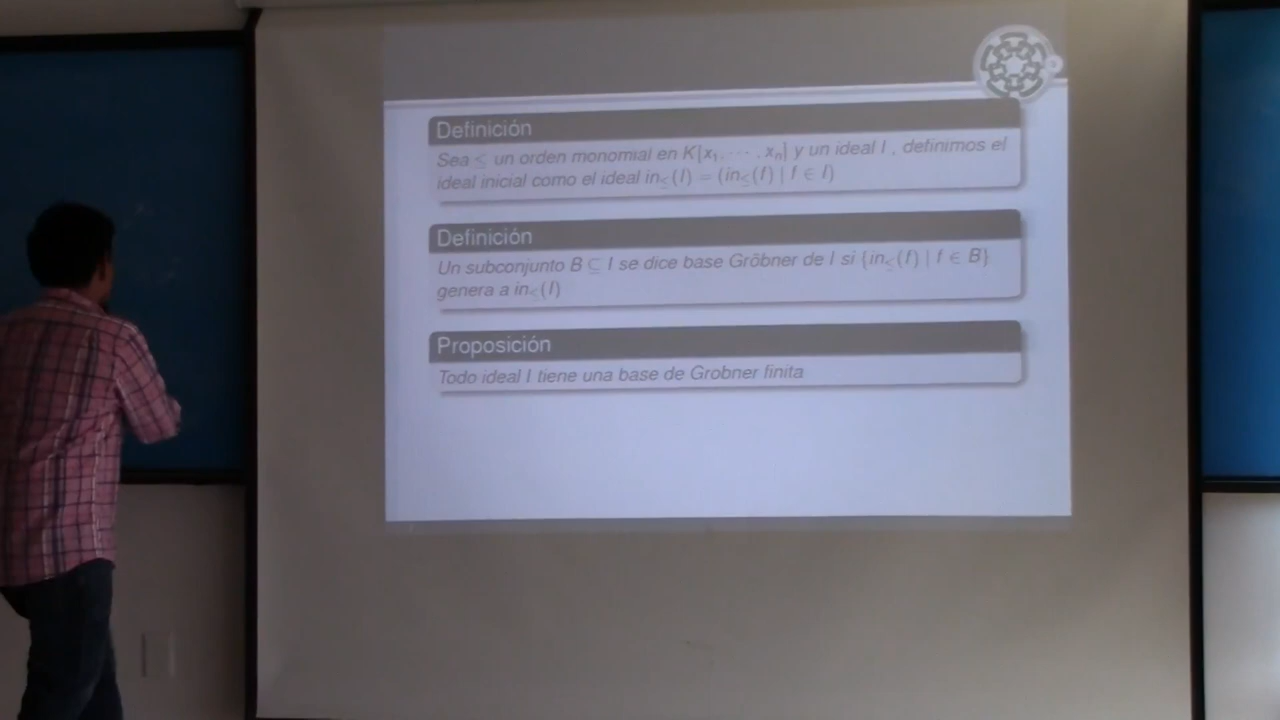 Definición
Sea ≤ un orden monomial en K[x₁, ⋯ , xₙ] y un ideal I , definimos el
ideal inicial como el ideal in≤(I) = (in≤(f) | f ∈ I)
Definición
Un subconjunto B ⊆ I se dice base Gröbner de I si {in≤(f) | f ∈ B}
genera a in≤(I)
Proposición
Todo ideal I tiene una base de Grobner finita